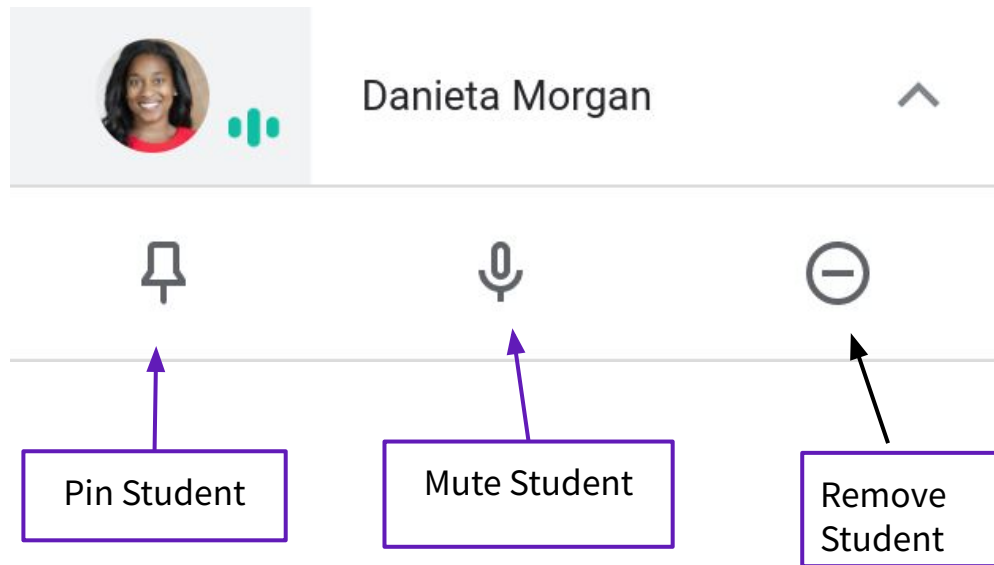 Danieta Morgan
Pin Student
Mute Student
Remove
Student